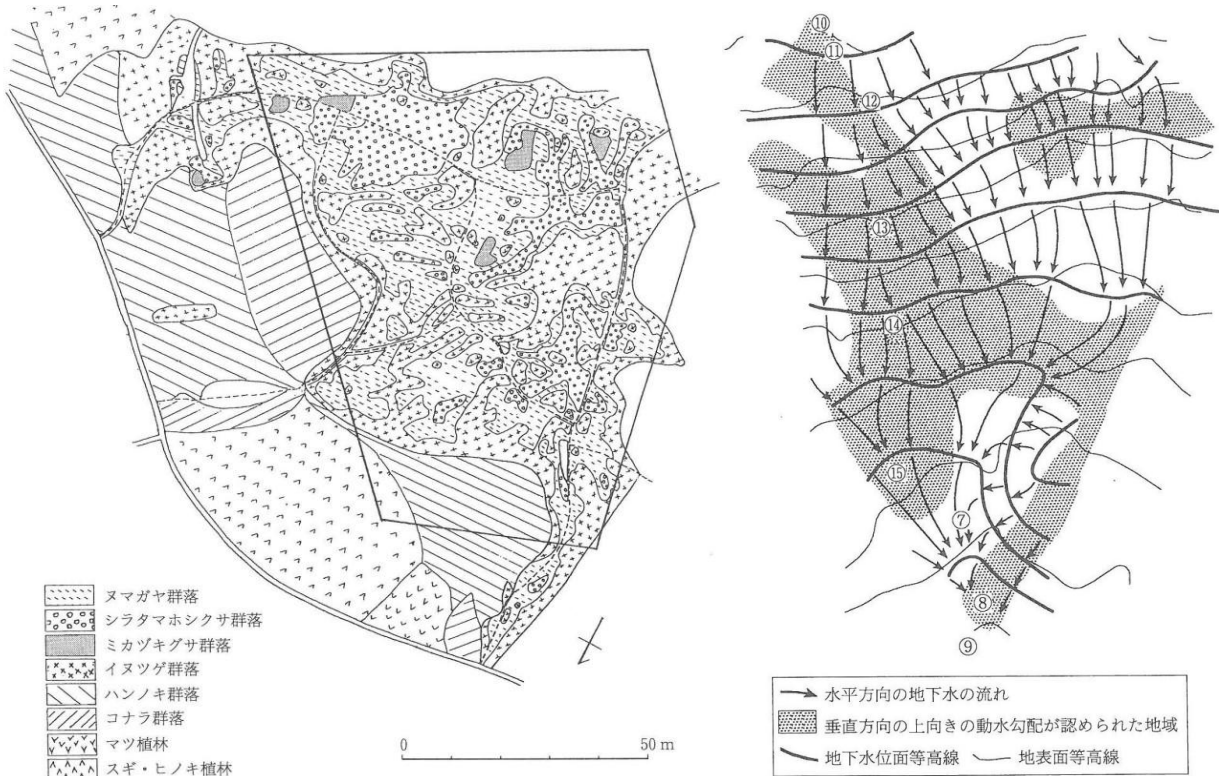 ヌマガヤ群落
シラタマホシクサ群落
ミカヅキグサ群落
イヌツゲ群落
ハンノキ群落
コナラ群落
マツ植林
スギ・ヒノキ植林
0 50 m
⑩
⑪
⑫
⑬
⑭
⑮
⑦
⑧
⑨
水平方向の地下水の流れ
垂直方向の上向きの動水勾配が認められた地域
地下水位面等高線 地表面等高線